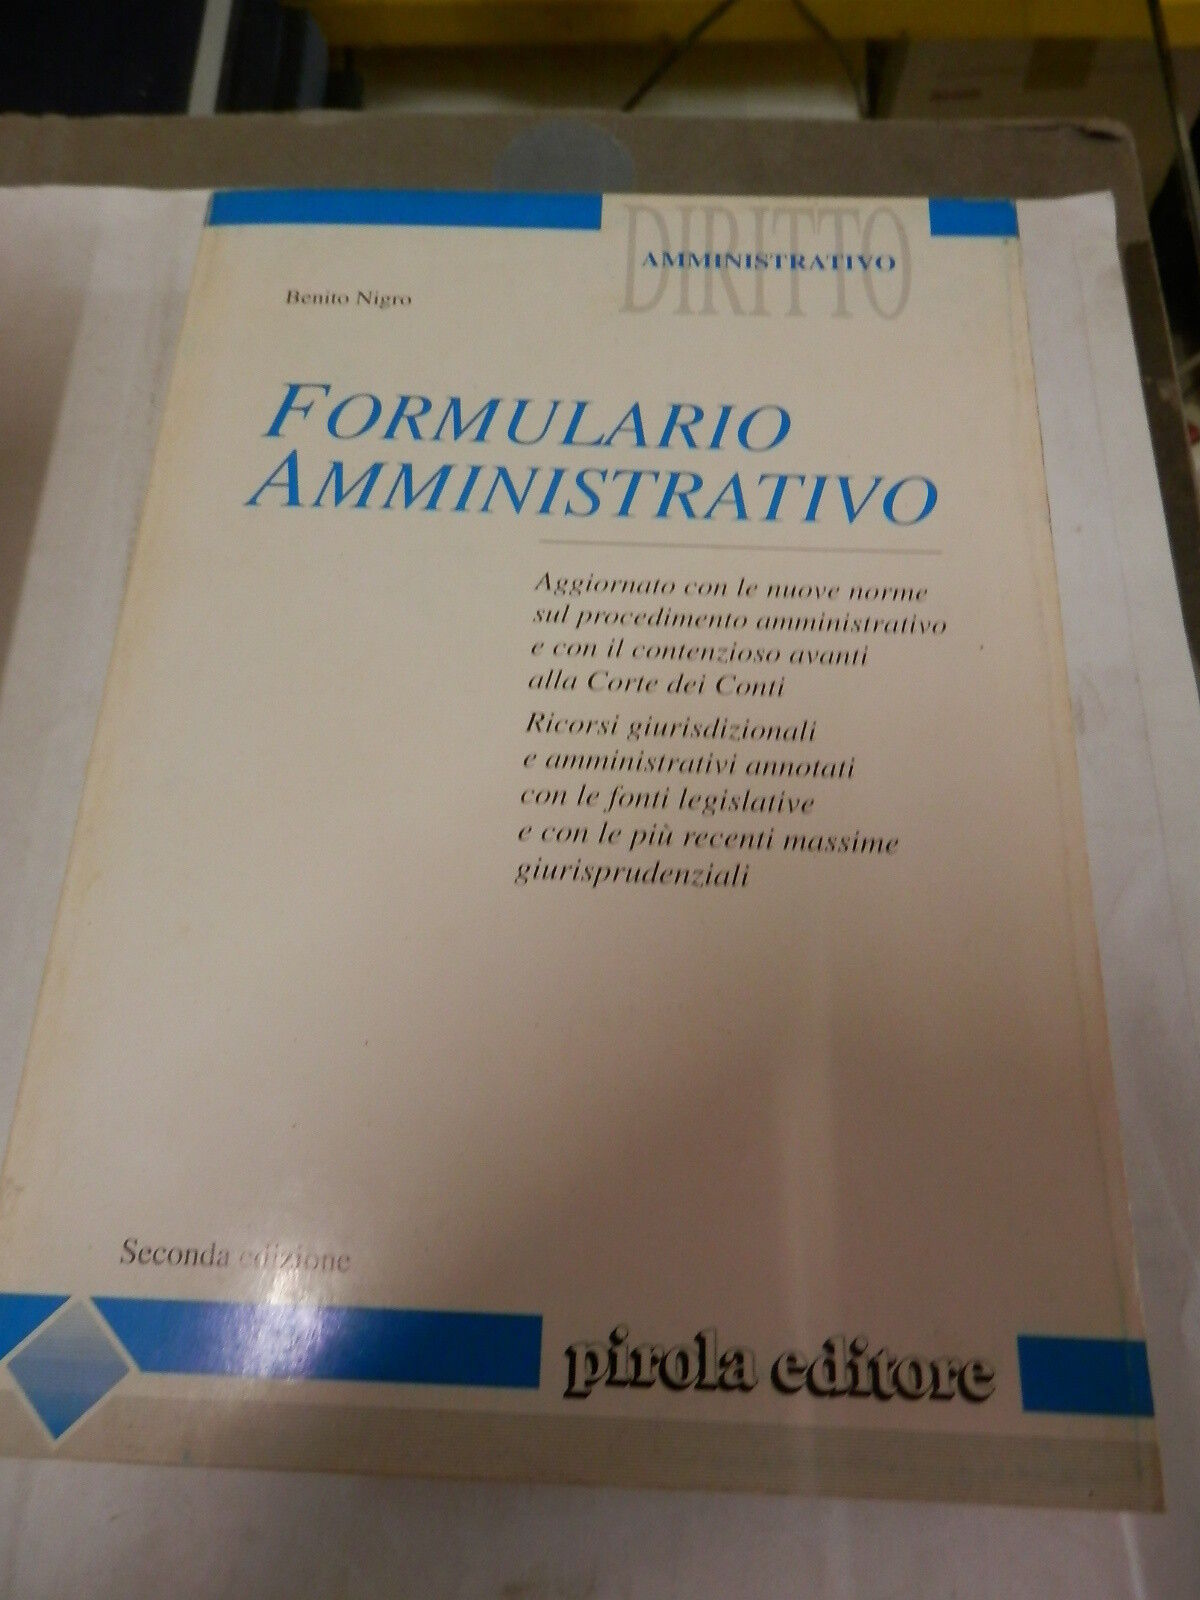 DIRITTO
AMMINISTRATIVO
Benito Nigro
FORMULARIO
AMMINISTRATIVO
Aggiornato con le nuove norme
sul procedimento amministrativo
e con il contenzioso avanti
alla Corte dei Conti
Ricorsi giurisdizionali
e amministrativi annotati
con le fonti legislative
e con le più recenti massime
giurisprudenziali
Seconda edizione
pirola editore